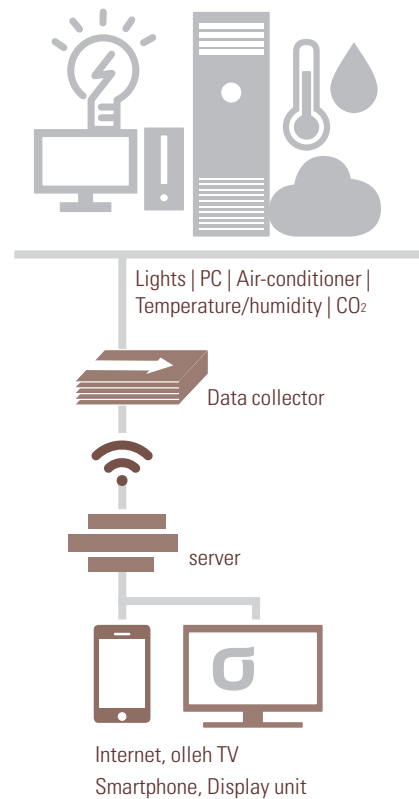 Lights | PC | Air-conditioner |
Temperature/humidity | CO₂
Data collector
server
Internet, olleh TV
Smartphone, Display unit